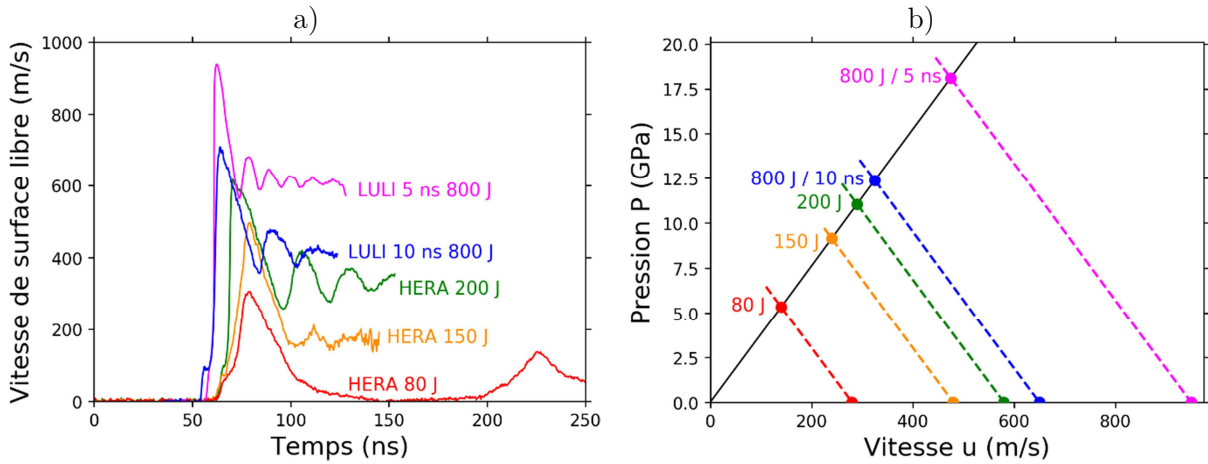 a)
1000
800
600
400
200
0
0
50
100
150
200
250
Vitesse de surface libre (m/s)
Temps (ns)
LULI 5 ns 800 J
LULI 10 ns 800 J
HERA 200 J
HERA 150 J
HERA 80 J
b)
20.0
17.5
15.0
12.5
10.0
7.5
5.0
2.5
0.0
0
200
400
600
800
Pression P (GPa)
Vitesse u (m/s)
800 J / 5 ns
800 J / 10 ns
200 J
150 J
80 J